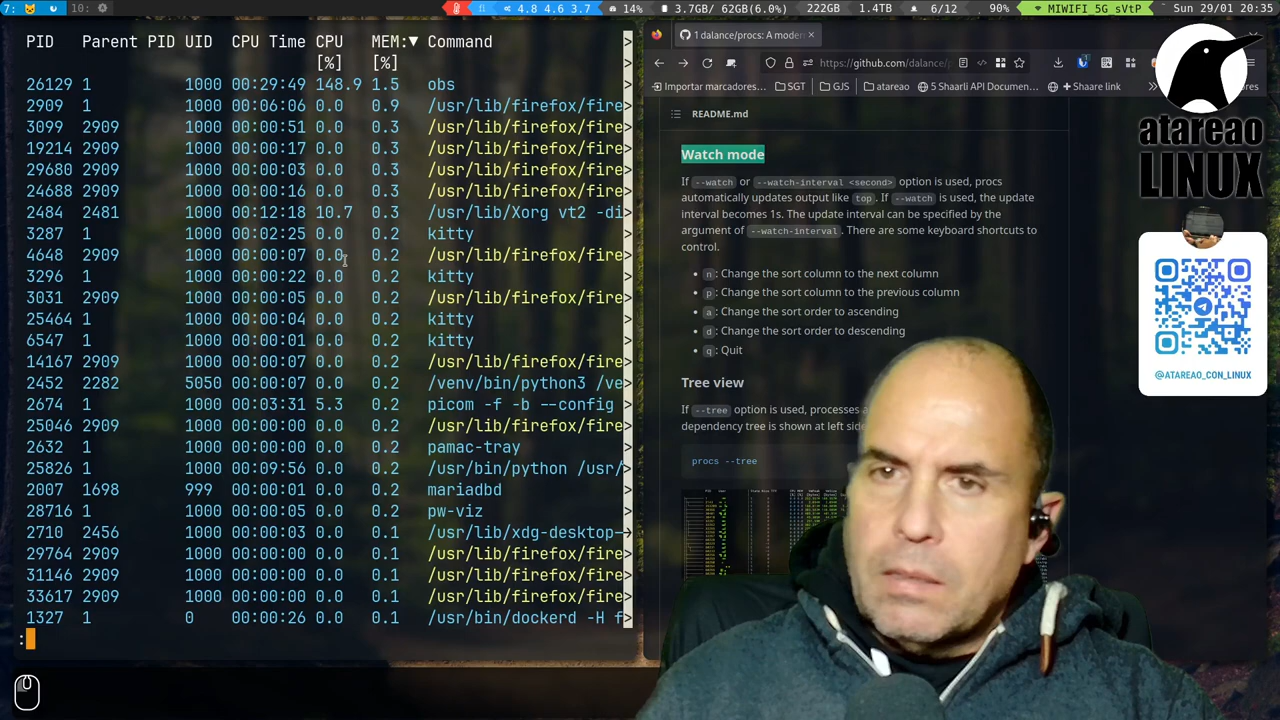 7: 10: 4.8 4.6 3.7 14% 3.7GB/ 62GB(6.0%) 222GB 1.4TB 6/12 90% MIWIFI 5G sVtP Sun 29/01 20:35
PID Parent PID UID CPU Time CPU MEM:▼ Command >
[%] [%] >
26129 1 1000 00:29:49 148.9 1.5 obs
2909 1 1000 00:06:06 0.0 0.9 /usr/lib/firefox/fire>
3099 2909 1000 00:00:51 0.0 0.3 /usr/lib/firefox/fire>
19214 2909 1000 00:00:17 0.0 0.3 /usr/lib/firefox/fire>
29680 2909 1000 00:00:03 0.0 0.3 /usr/lib/firefox/fire>
24688 2909 1000 00:00:16 0.0 0.3 /usr/lib/firefox/fire>
2484 2481 1000 00:12:18 10.7 0.3 /usr/lib/Xorg vt2 -di>
3287 1 1000 00:02:25 0.0 0.2 kitty >
4648 2909 1000 00:00:07 0.0 0.2 /usr/lib/firefox/fire>
3296 1 1000 00:00:22 0.0 0.2 kitty >
3031 2909 1000 00:00:05 0.0 0.2 /usr/lib/firefox/fire>
25464 1 1000 00:00:04 0.0 0.2 kitty >
6547 1 1000 00:00:01 0.0 0.2 kitty >
14167 2909 1000 00:00:07 0.0 0.2 /usr/lib/firefox/fire>
2452 2282 5050 00:00:07 0.0 0.2 /venv/bin/python3 /ve>
2674 1 1000 00:03:31 5.3 0.2 picom -f -b --config >
25046 2909 1000 00:00:00 0.0 0.2 /usr/lib/firefox/fire>
2632 1 1000 00:00:00 0.0 0.2 pamac-tray >
25826 1 1000 00:09:56 0.0 0.2 /usr/bin/python /usr/>
2007 1698 999 00:00:01 0.0 0.2 mariadbd >
28716 1 1000 00:00:05 0.0 0.2 pw-viz >
2710 2456 1000 00:00:03 0.0 0.1 /usr/lib/xdg-desktop->
29764 2909 1000 00:00:00 0.0 0.1 /usr/lib/firefox/fire>
31146 2909 1000 00:00:00 0.0 0.1 /usr/lib/firefox/fire>
33617 2909 1000 00:00:00 0.0 0.1 /usr/lib/firefox/fire>
1327 1 0 00:00:26 0.0 0.1 /usr/bin/dockerd -H f>
:
1 dalance/procs: A moder
https://github.com/dalance/p
Importar marcadores... SGT GJS atareao 5 Shaarli API Documen... Shaare link
README.md
Watch mode
If --watch or --watch-interval <second> option is used, procs
automatically updates output like top. If --watch is used, the update
interval becomes 1s. The update interval can be specified by the
argument of --watch-interval. There are some keyboard shortcuts to
control.
• n: Change the sort column to the next column
• p: Change the sort column to the previous column
• a: Change the sort order to ascending
• d: Change the sort order to descending
• q: Quit
Tree view
If --tree option is used, processes a
dependency tree is shown at left side
procs --tree
atareao
LINUX
@ATAREAO_CON_LINUX